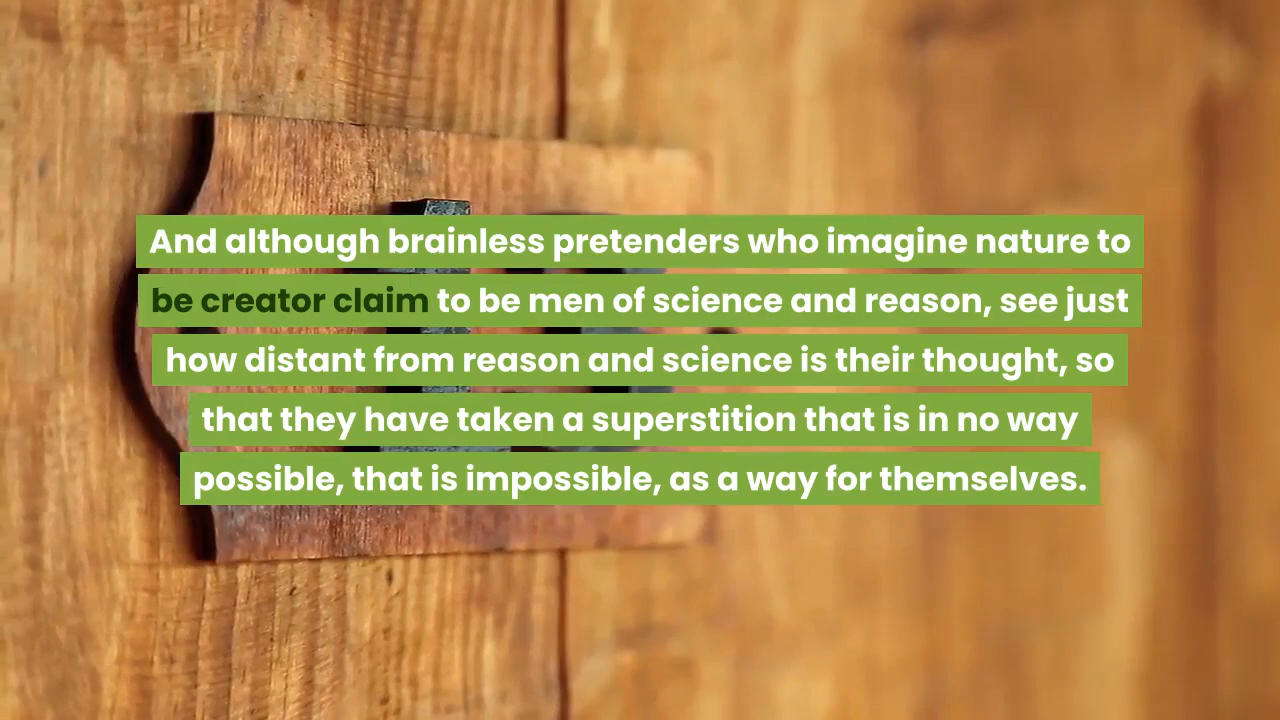 And although brainless pretenders who imagine nature to
be creator claim to be men of science and reason, see just
how distant from reason and science is their thought, so
that they have taken a superstition that is in no way
possible, that is impossible, as a way for themselves.